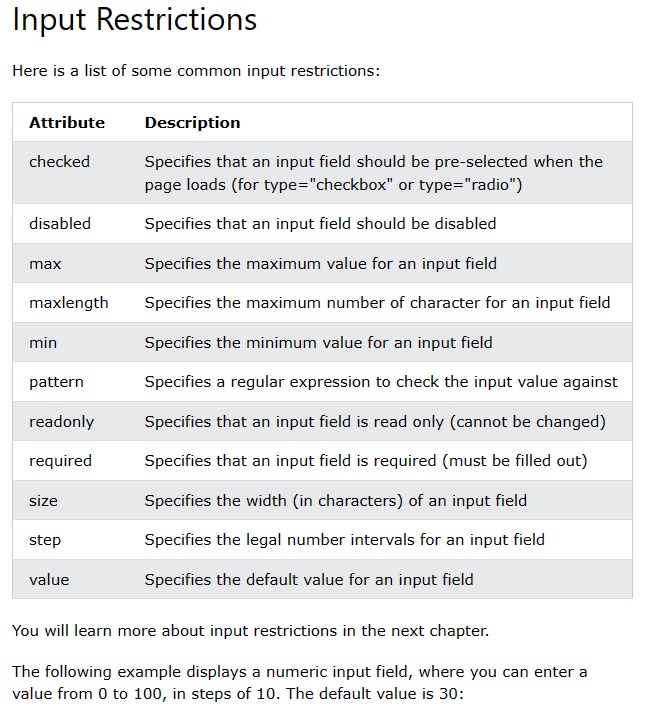 Input Restrictions
Here is a list of some common input restrictions:
Attribute Description
checked Specifies that an input field should be pre-selected when the
page loads (for type="checkbox" or type="radio")
disabled Specifies that an input field should be disabled
max Specifies the maximum value for an input field
maxlength Specifies the maximum number of character for an input field
min Specifies the minimum value for an input field
pattern Specifies a regular expression to check the input value against
readonly Specifies that an input field is read only (cannot be changed)
required Specifies that an input field is required (must be filled out)
size Specifies the width (in characters) of an input field
step Specifies the legal number intervals for an input field
value Specifies the default value for an input field
You will learn more about input restrictions in the next chapter.
The following example displays a numeric input field, where you can enter a
value from 0 to 100, in steps of 10. The default value is 30: